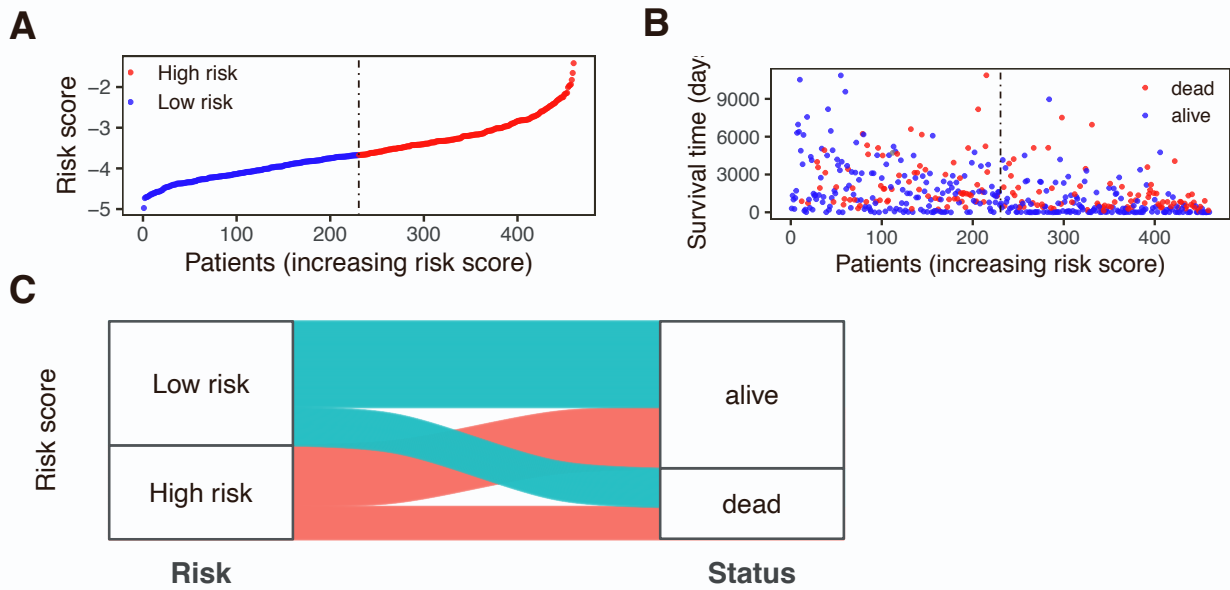 A
High risk
Low risk
Risk score
−2
−3
−4
−5
0 100 200 300 400
Patients (increasing risk score)
B
dead
alive
Survival time (day
9000
6000
3000
0
0 100 200 300 400
Patients (increasing risk score)
C
Risk score
Low risk
High risk
alive
dead
Risk
Status